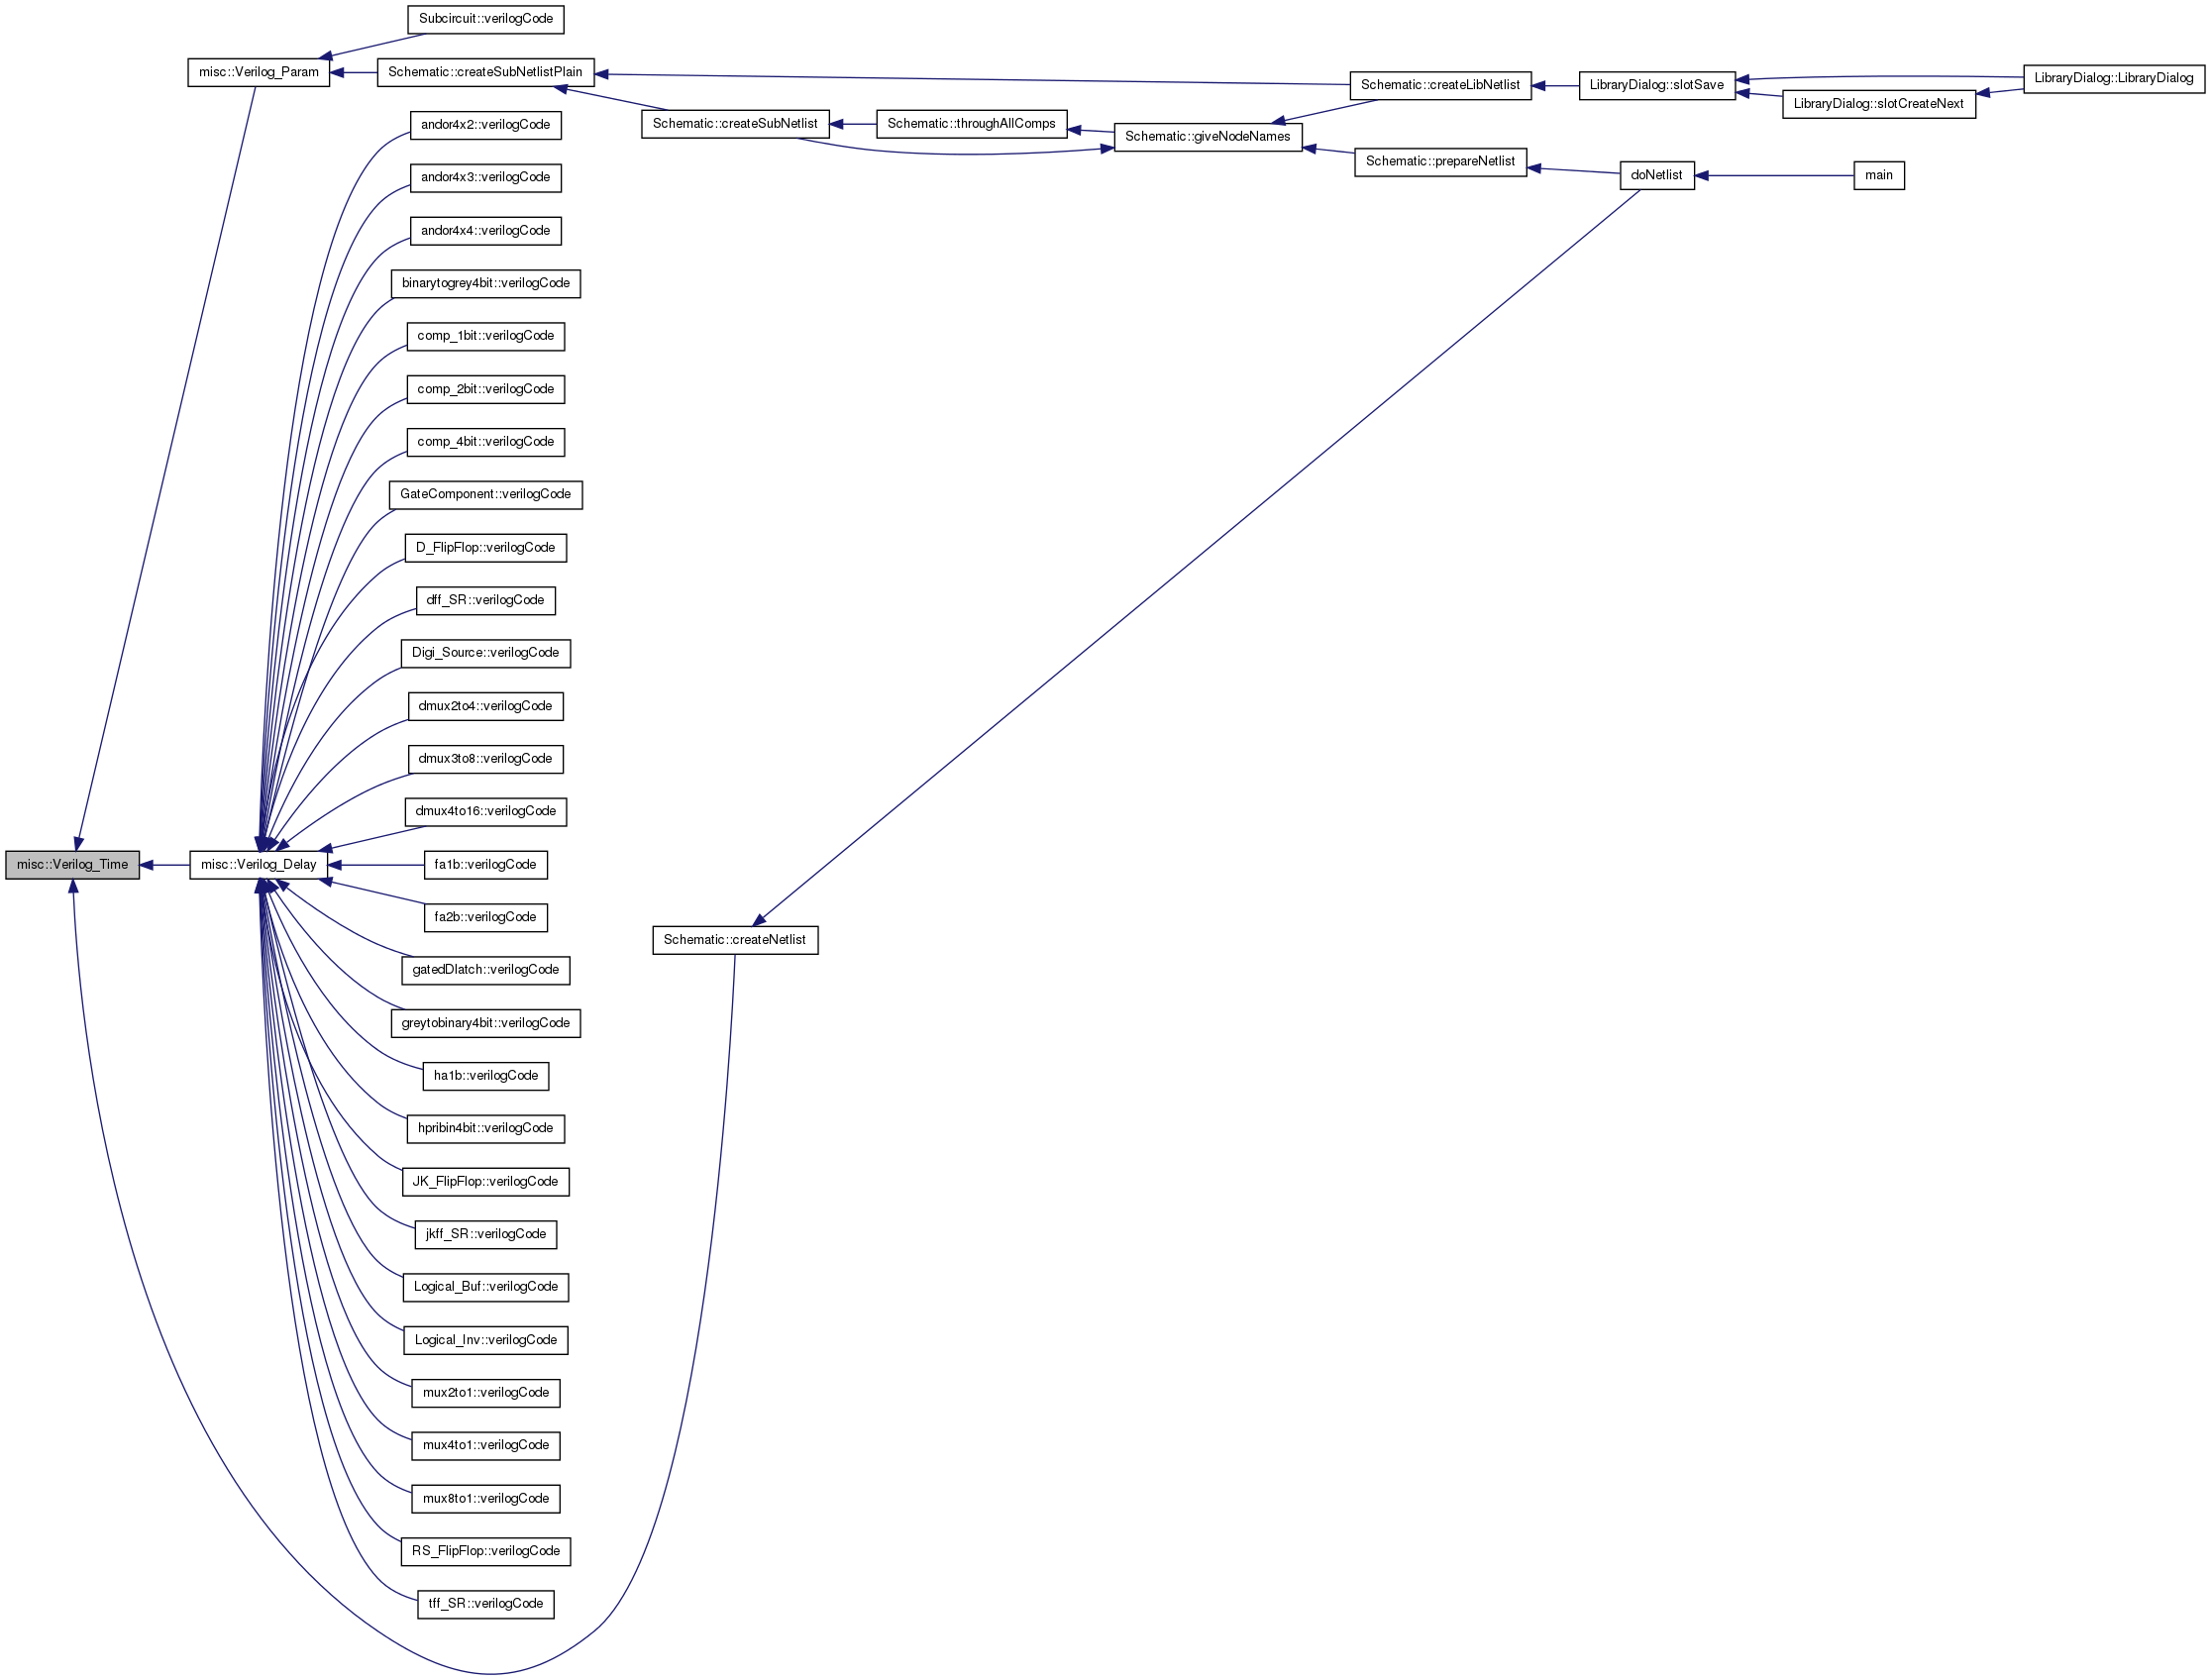 Subcircuit::verilogCode
misc::Verilog_Param
Schematic::createSubNetlistPlain
Schematic::createLibNetlist
LibraryDialog::slotSave
LibraryDialog::LibraryDialog
LibraryDialog::slotCreateNext
Schematic::createSubNetlist
Schematic::throughAllComps
Schematic::giveNodeNames
Schematic::prepareNetlist
doNetlist
main
andor4x2::verilogCode
andor4x3::verilogCode
andor4x4::verilogCode
binarytogrey4bit::verilogCode
comp_1bit::verilogCode
comp_2bit::verilogCode
comp_4bit::verilogCode
GateComponent::verilogCode
D_FlipFlop::verilogCode
dff_SR::verilogCode
Digi_Source::verilogCode
dmux2to4::verilogCode
dmux3to8::verilogCode
dmux4to16::verilogCode
misc::Verilog_Time
misc::Verilog_Delay
fa1b::verilogCode
fa2b::verilogCode
Schematic::createNetlist
gatedDlatch::verilogCode
greytobinary4bit::verilogCode
ha1b::verilogCode
hpribin4bit::verilogCode
JK_FlipFlop::verilogCode
jkff_SR::verilogCode
Logical_Buf::verilogCode
Logical_Inv::verilogCode
mux2to1::verilogCode
mux4to1::verilogCode
mux8to1::verilogCode
RS_FlipFlop::verilogCode
tff_SR::verilogCode